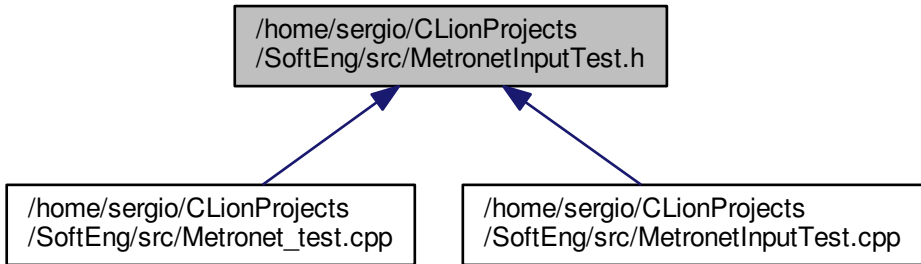 /home/sergio/CLionProjects
/SoftEng/src/MetronetInputTest.h
/home/sergio/CLionProjects
/SoftEng/src/Metronet_test.cpp
/home/sergio/CLionProjects
/SoftEng/src/MetronetInputTest.cpp